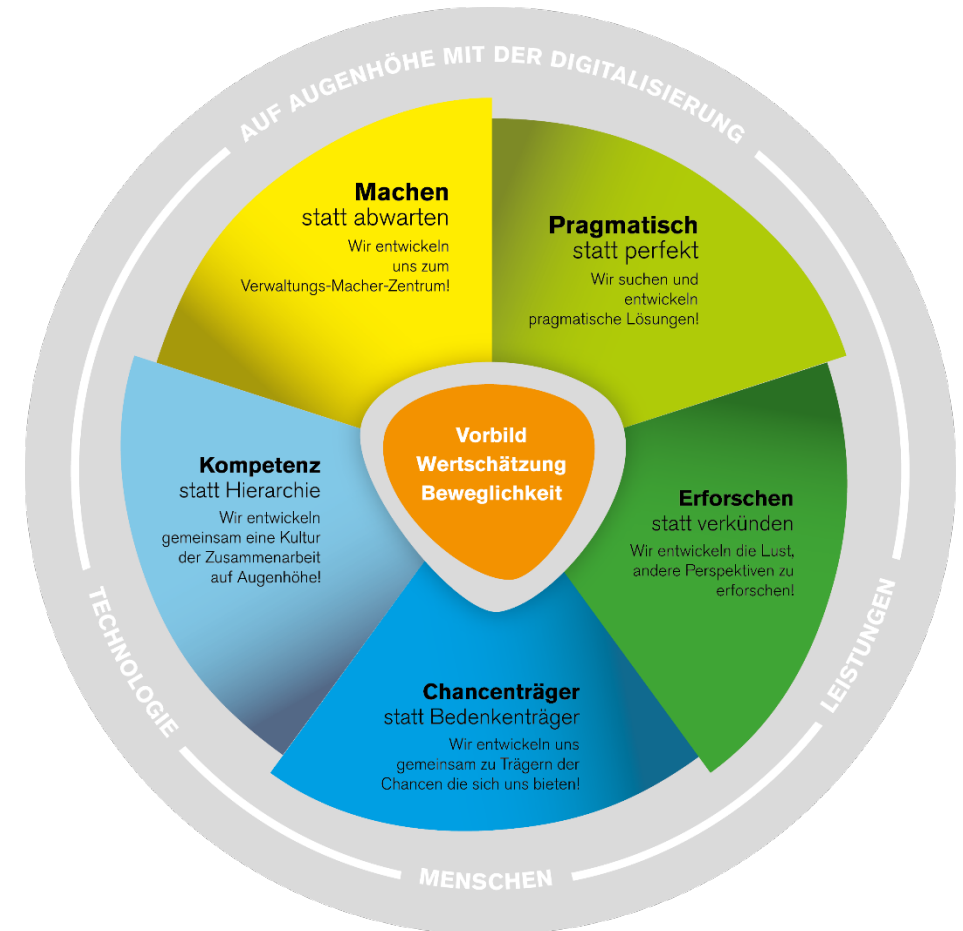 AUF AUGENHÖHE MIT DER DIGITALISIERUNG
Machen
statt abwarten
Wir entwickeln
uns zum
Verwaltungs-Macher-Zentrum!
Pragmatisch
statt perfekt
Wir suchen und
entwickeln
pragmatische Lösungen!
Vorbild
Wertschätzung
Beweglichkeit
Kompetenz
statt Hierarchie
Wir entwickeln
gemeinsam eine Kultur
der Zusammenarbeit
auf Augenhöhe!
Erforschen
statt verkünden
Wir entwickeln die Lust,
andere Perspektiven zu
erforschen!
Chancenträger
statt Bedenkenträger
Wir entwickeln uns
gemeinsam zu Trägern der
Chancen die sich uns bieten!
TECHNOLOGIE
LEISTUNGEN
MENSCHEN